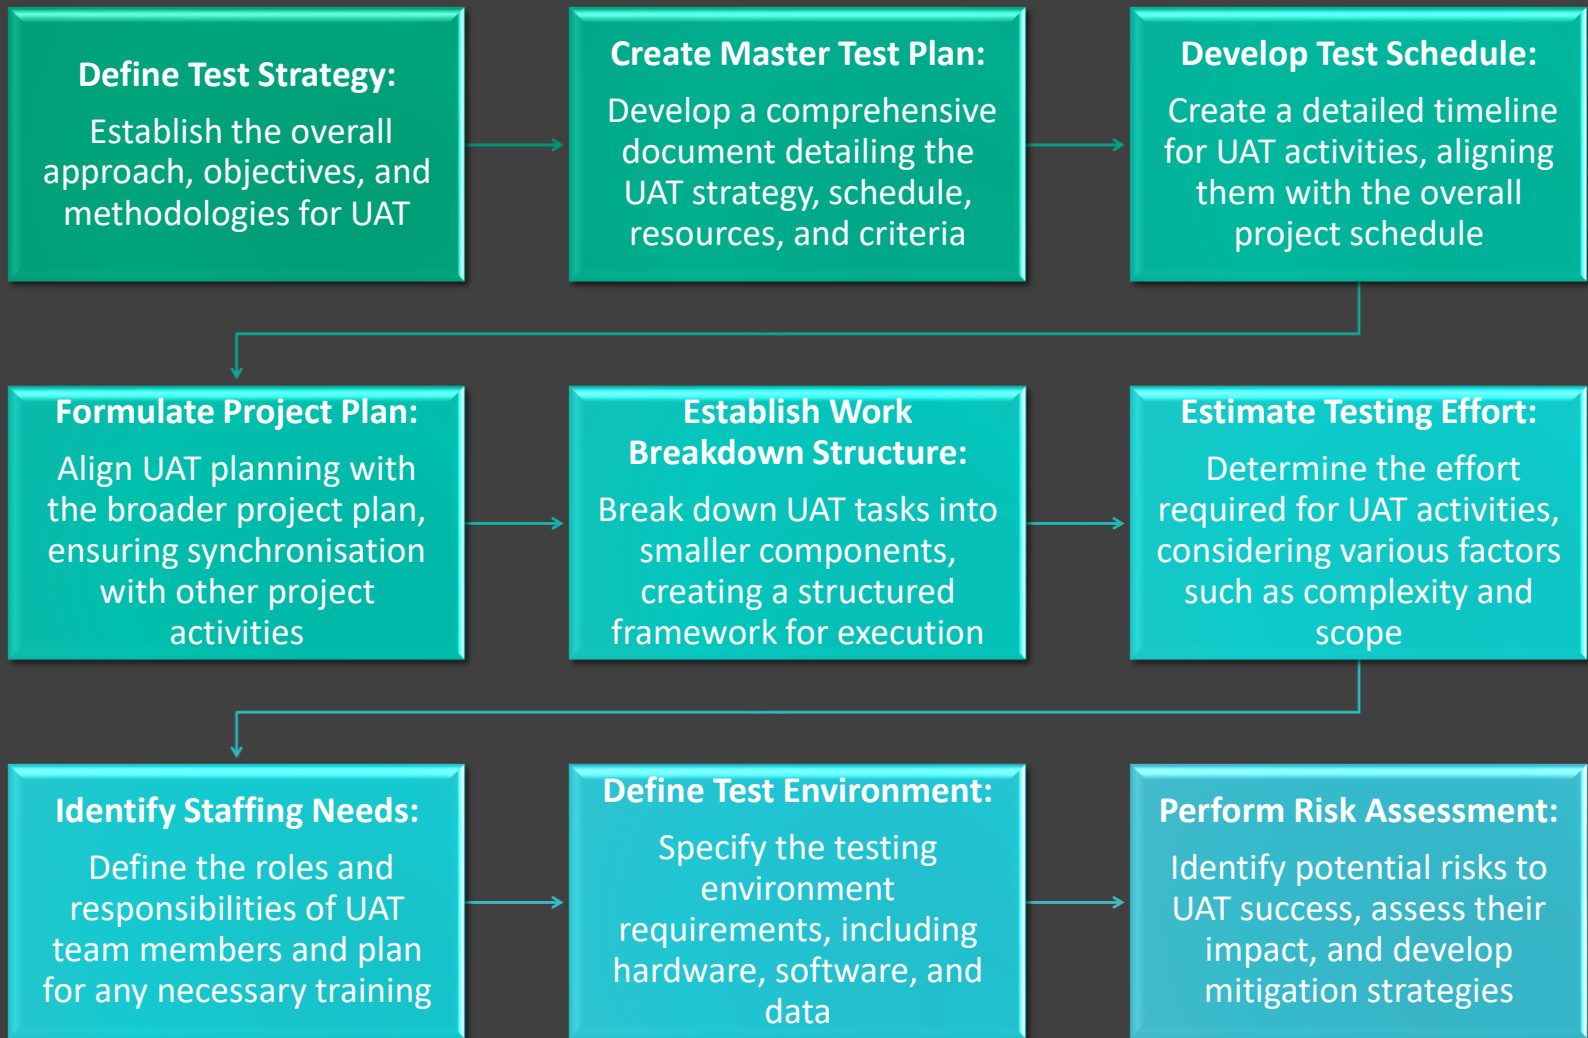 Define Test Strategy:
Establish the overall
approach, objectives, and
methodologies for UAT
Create Master Test Plan:
Develop a comprehensive
document detailing the
UAT strategy, schedule,
resources, and criteria
Develop Test Schedule:
Create a detailed timeline
for UAT activities, aligning
them with the overall
project schedule
Formulate Project Plan:
Align UAT planning with
the broader project plan,
ensuring synchronisation
with other project
activities
Establish Work
Breakdown Structure:
Break down UAT tasks into
smaller components,
creating a structured
framework for execution
Estimate Testing Effort:
Determine the effort
required for UAT activities,
considering various factors
such as complexity and
scope
Identify Staffing Needs:
Define the roles and
responsibilities of UAT
team members and plan
for any necessary training
Define Test Environment:
Specify the testing
environment
requirements, including
hardware, software, and
data
Perform Risk Assessment:
Identify potential risks to
UAT success, assess their
impact, and develop
mitigation strategies